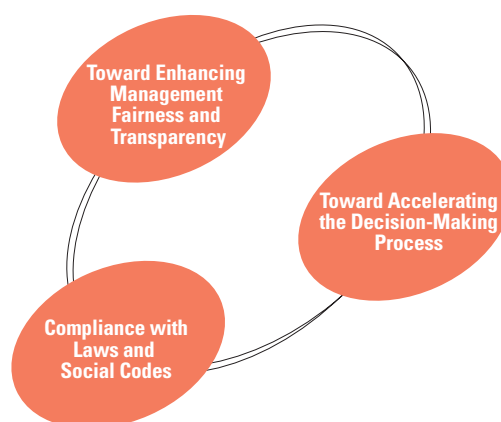 Toward Enhancing
Management
Fairness and
Transparency
Toward Accelerating
the Decision-Making
Process
Compliance with
Laws and
Social Codes